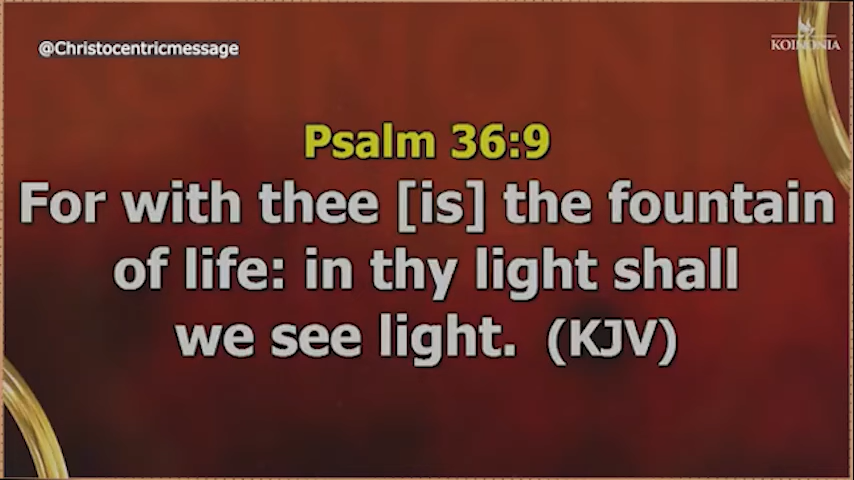 @Christocentricmessage
KOINONIA
Psalm 36:9
For with thee [is] the fountain
of life: in thy light shall
we see light. (KJV)